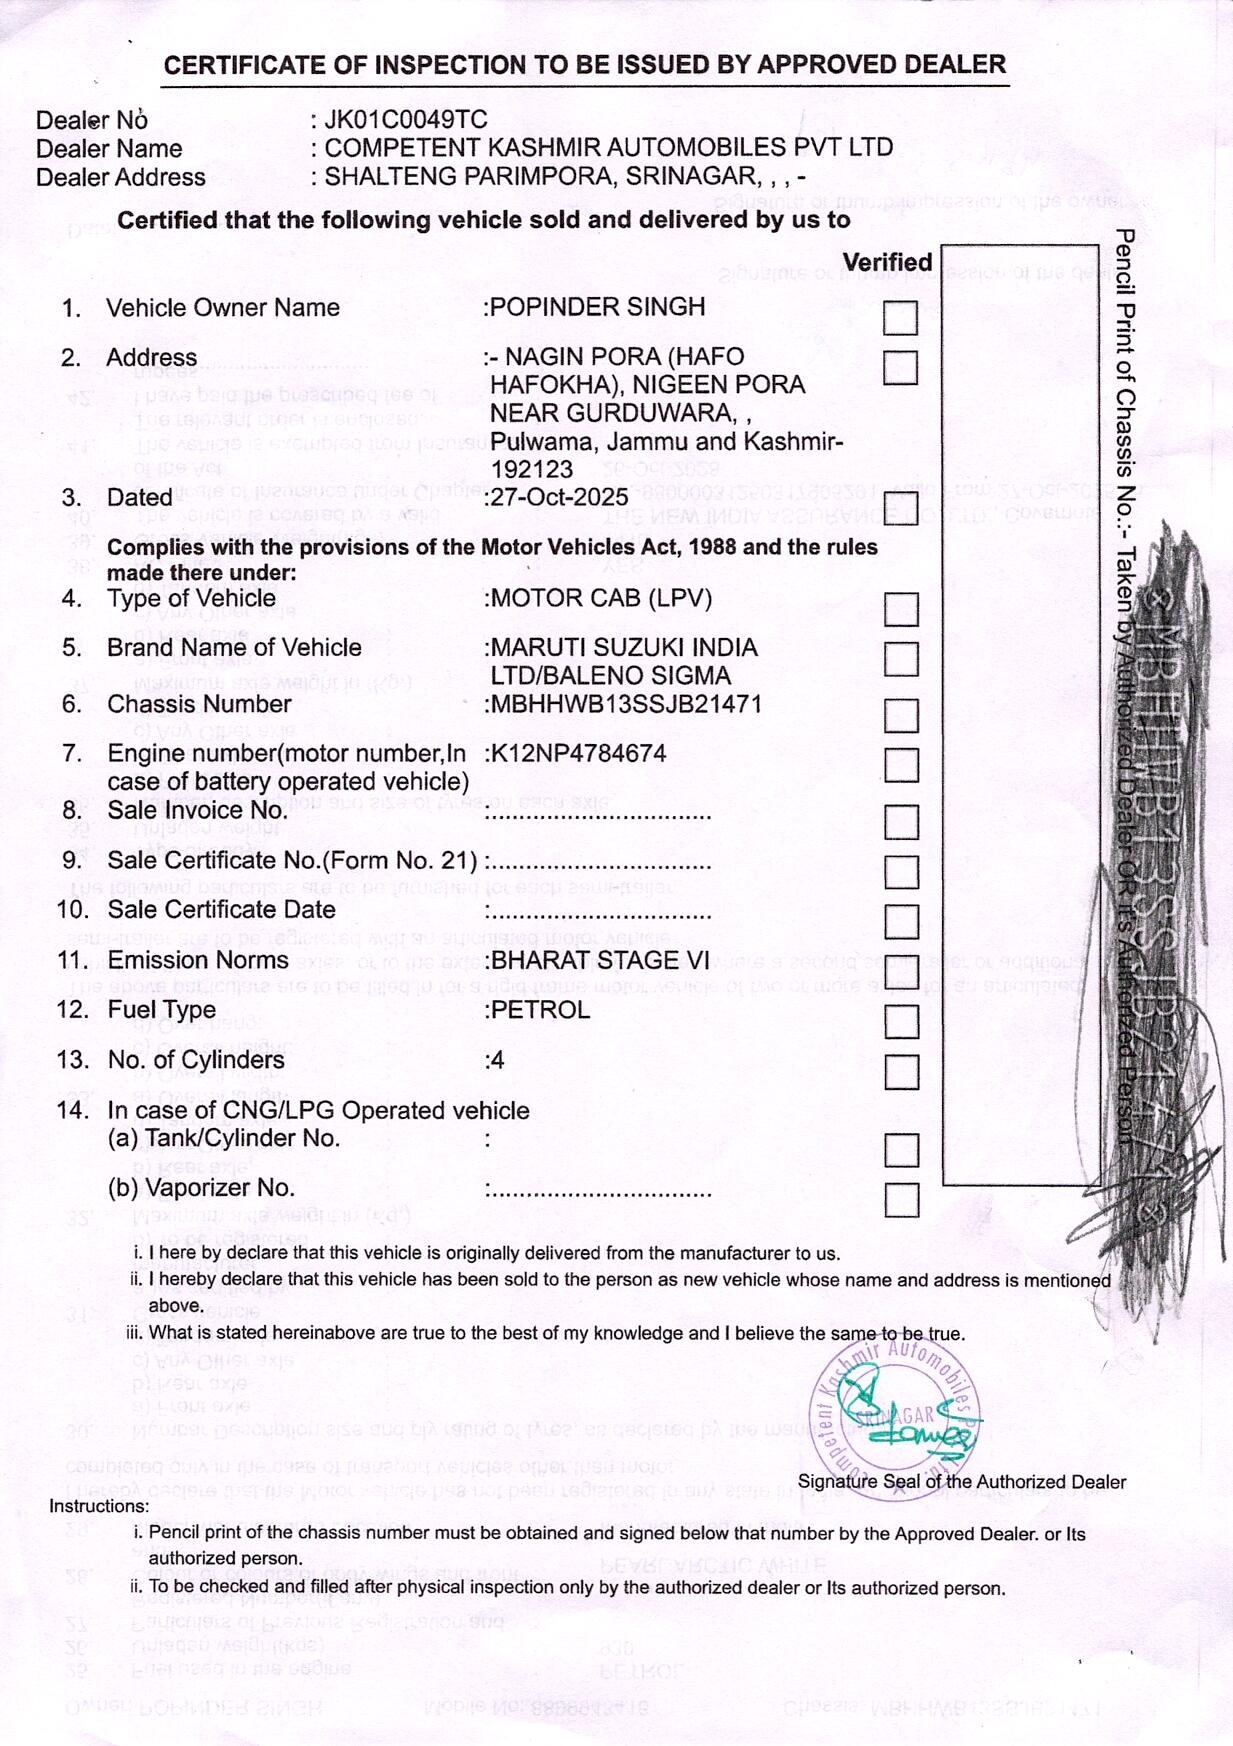 CERTIFICATE OF INSPECTION TO BE ISSUED BY APPROVED DEALER
Dealer No : JK01C0049TC
Dealer Name : COMPETENT KASHMIR AUTOMOBILES PVT LTD
Dealer Address : SHALTENG PARIMPORA, SRINAGAR, , , -
Certified that the following vehicle sold and delivered by us to
Verified
1. Vehicle Owner Name :POPINDER SINGH
2. Address :- NAGIN PORA (HAFO
HAFOKHA), NIGEEN PORA
NEAR GURDUWARA, ,
Pulwama, Jammu and Kashmir-
192123
3. Dated :27-Oct-2025
Complies with the provisions of the Motor Vehicles Act, 1988 and the rules
made there under:
4. Type of Vehicle :MOTOR CAB (LPV)
5. Brand Name of Vehicle :MARUTI SUZUKI INDIA
LTD/BALENO SIGMA
6. Chassis Number :MBHHWB13SSJB21471
7. Engine number(motor number,In :K12NP4784674
case of battery operated vehicle)
8. Sale Invoice No. :..................................
9. Sale Certificate No.(Form No. 21) :..................................
10. Sale Certificate Date :..................................
11. Emission Norms :BHARAT STAGE VI
12. Fuel Type :PETROL
13. No. of Cylinders :4
14. In case of CNG/LPG Operated vehicle
(a) Tank/Cylinder No. :
(b) Vaporizer No. :..................................
Pencil Print of Chassis No.:- Taken by Authorized Dealer OR it's Authorized Person
MBHHWB13SSJB21471
i. I here by declare that this vehicle is originally delivered from the manufacturer to us.
ii. I hereby declare that this vehicle has been sold to the person as new vehicle whose name and address is mentioned
above.
iii. What is stated hereinabove are true to the best of my knowledge and I believe the same to be true.
Competent Kashmir Automobiles P. Ltd.
SRINAGAR
Signature Seal of the Authorized Dealer
Instructions:
i. Pencil print of the chassis number must be obtained and signed below that number by the Approved Dealer. or Its
authorized person.
ii. To be checked and filled after physical inspection only by the authorized dealer or Its authorized person.